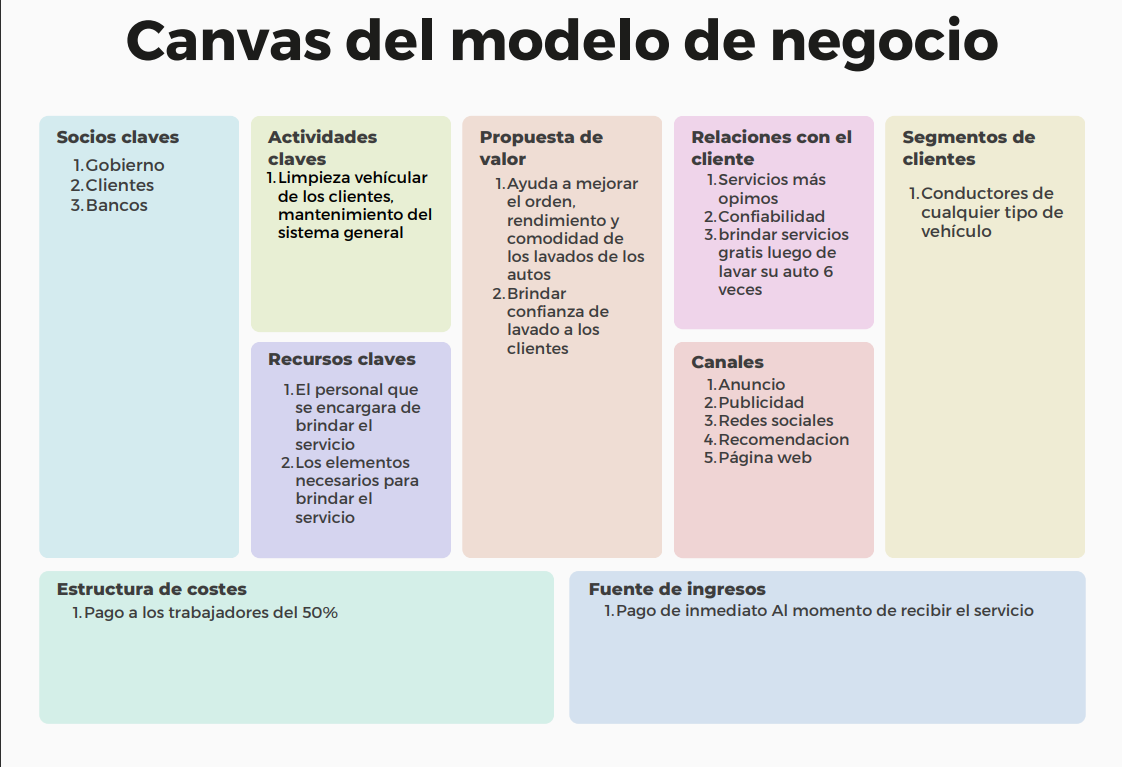 Canvas del modelo de negocio
Socios claves
1.Gobierno
2.Clientes
3.Bancos
Actividades
claves
1.Limpieza vehícular
de los clientes,
mantenimiento del
sistema general
Recursos claves
1.El personal que
se encargara de
brindar el
servicio
2.Los elementos
necesarios para
brindar el
servicio
Propuesta de
valor
1.Ayuda a mejorar
el orden,
rendimiento y
comodidad de
los lavados de los
autos
2.Brindar
confianza de
lavado a los
clientes
Relaciones con el
cliente
1.Servicios más
opimos
2.Confiabilidad
3.brindar servicios
gratis luego de
lavar su auto 6
veces
Canales
1.Anuncio
2.Publicidad
3.Redes sociales
4.Recomendacion
5.Página web
Segmentos de
clientes
1.Conductores de
cualquier tipo de
vehículo
Estructura de costes
1.Pago a los trabajadores del 50%
Fuente de ingresos
1.Pago de inmediato Al momento de recibir el servicio